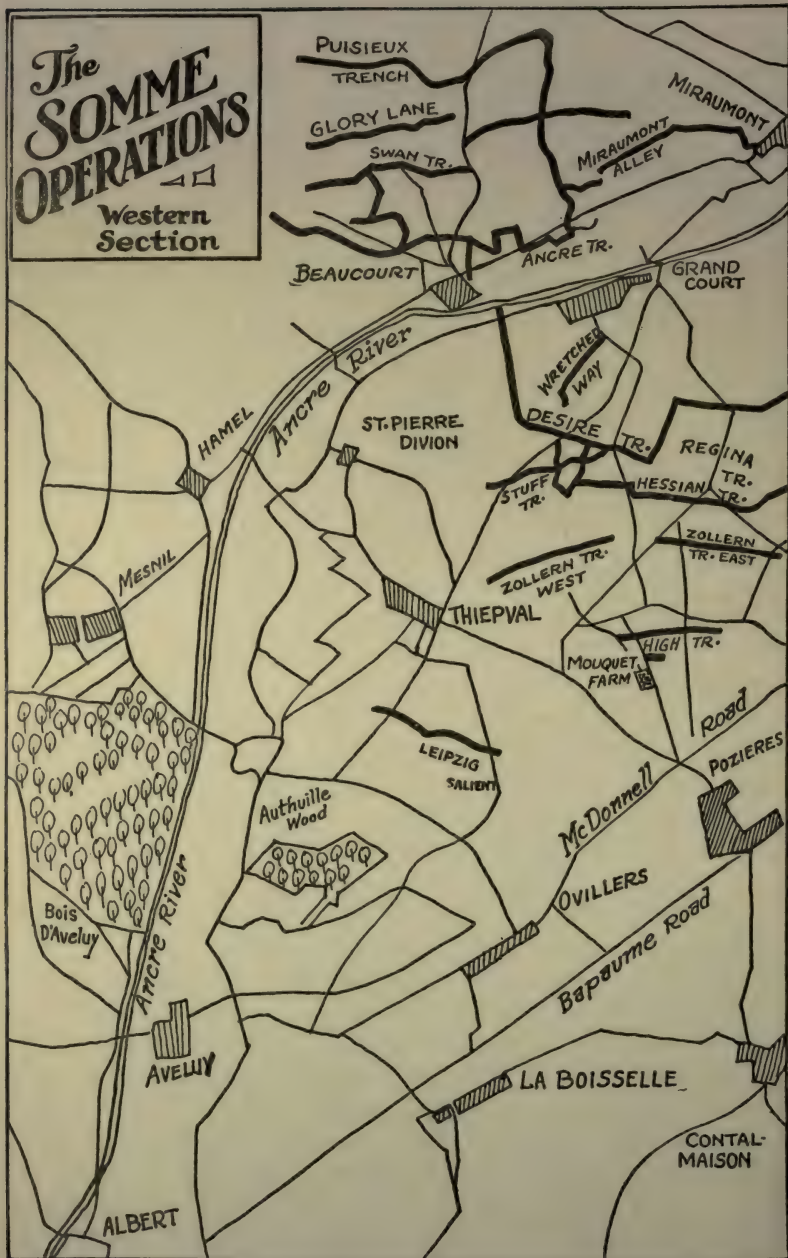 The
SOMME
OPERATIONS
Western
Section
PUISIEUX
TRENCH
GLORY LANE
SWAN TR.
MIRAUMONT
MIRAUMONT
ALLEY
ANCRE TR.
BEAUCOURT
GRAND
COURT
Ancre River
WRETCHED
WAY
HAMEL
ST. PIERRE
DIVION
DESIRE TR.
REGINA
TR.
STUFF
TR.
HESSIAN TR.
ZOLLERN
TR. EAST
ZOLLERN TR.
WEST
MESNIL
THIEPVAL
HIGH TR.
MOUQUET
FARM
LEIPZIG
SALIENT
McDonnell Road
POZIERES
Authuille
Wood
OVILLERS
Bois
D'Aveluy
Ancre River
Bapaume Road
AVELUY
LA BOISSELLE
CONTAL-
MAISON
ALBERT